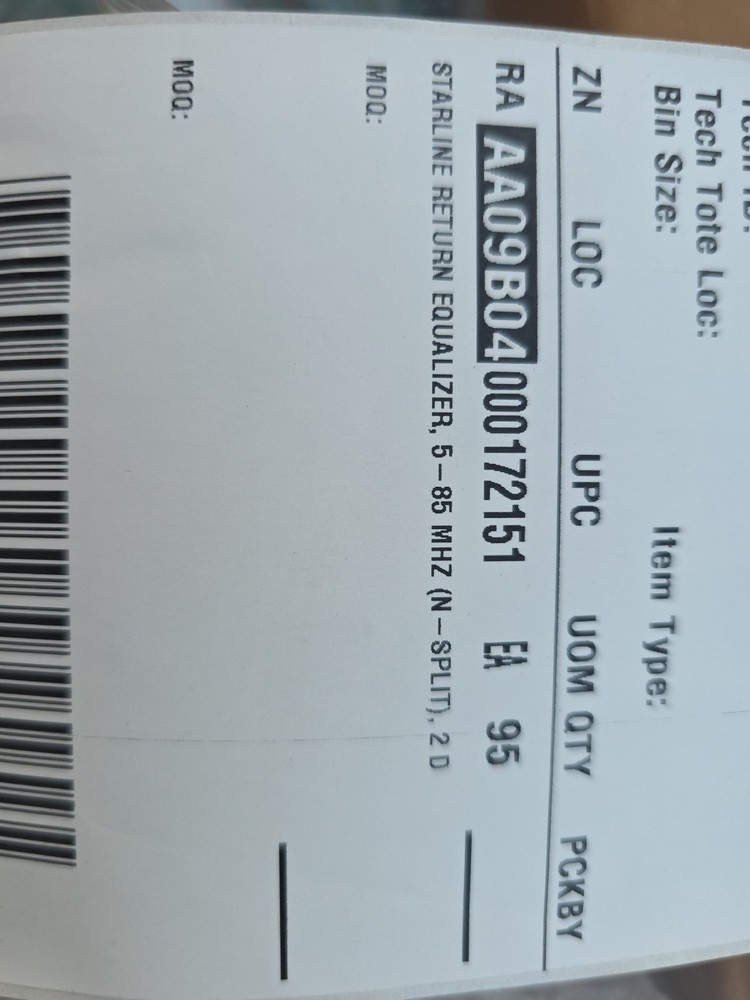 Tech Tote Loc:
Bin Size: Item Type:
ZN LOC UPC UOM QTY PCKBY
RA AA09B04 000172151 EA 95
STARLINE RETURN EQUALIZER, 5-85 MHZ (N-SPLIT), 2 D
MOQ:
MOQ: